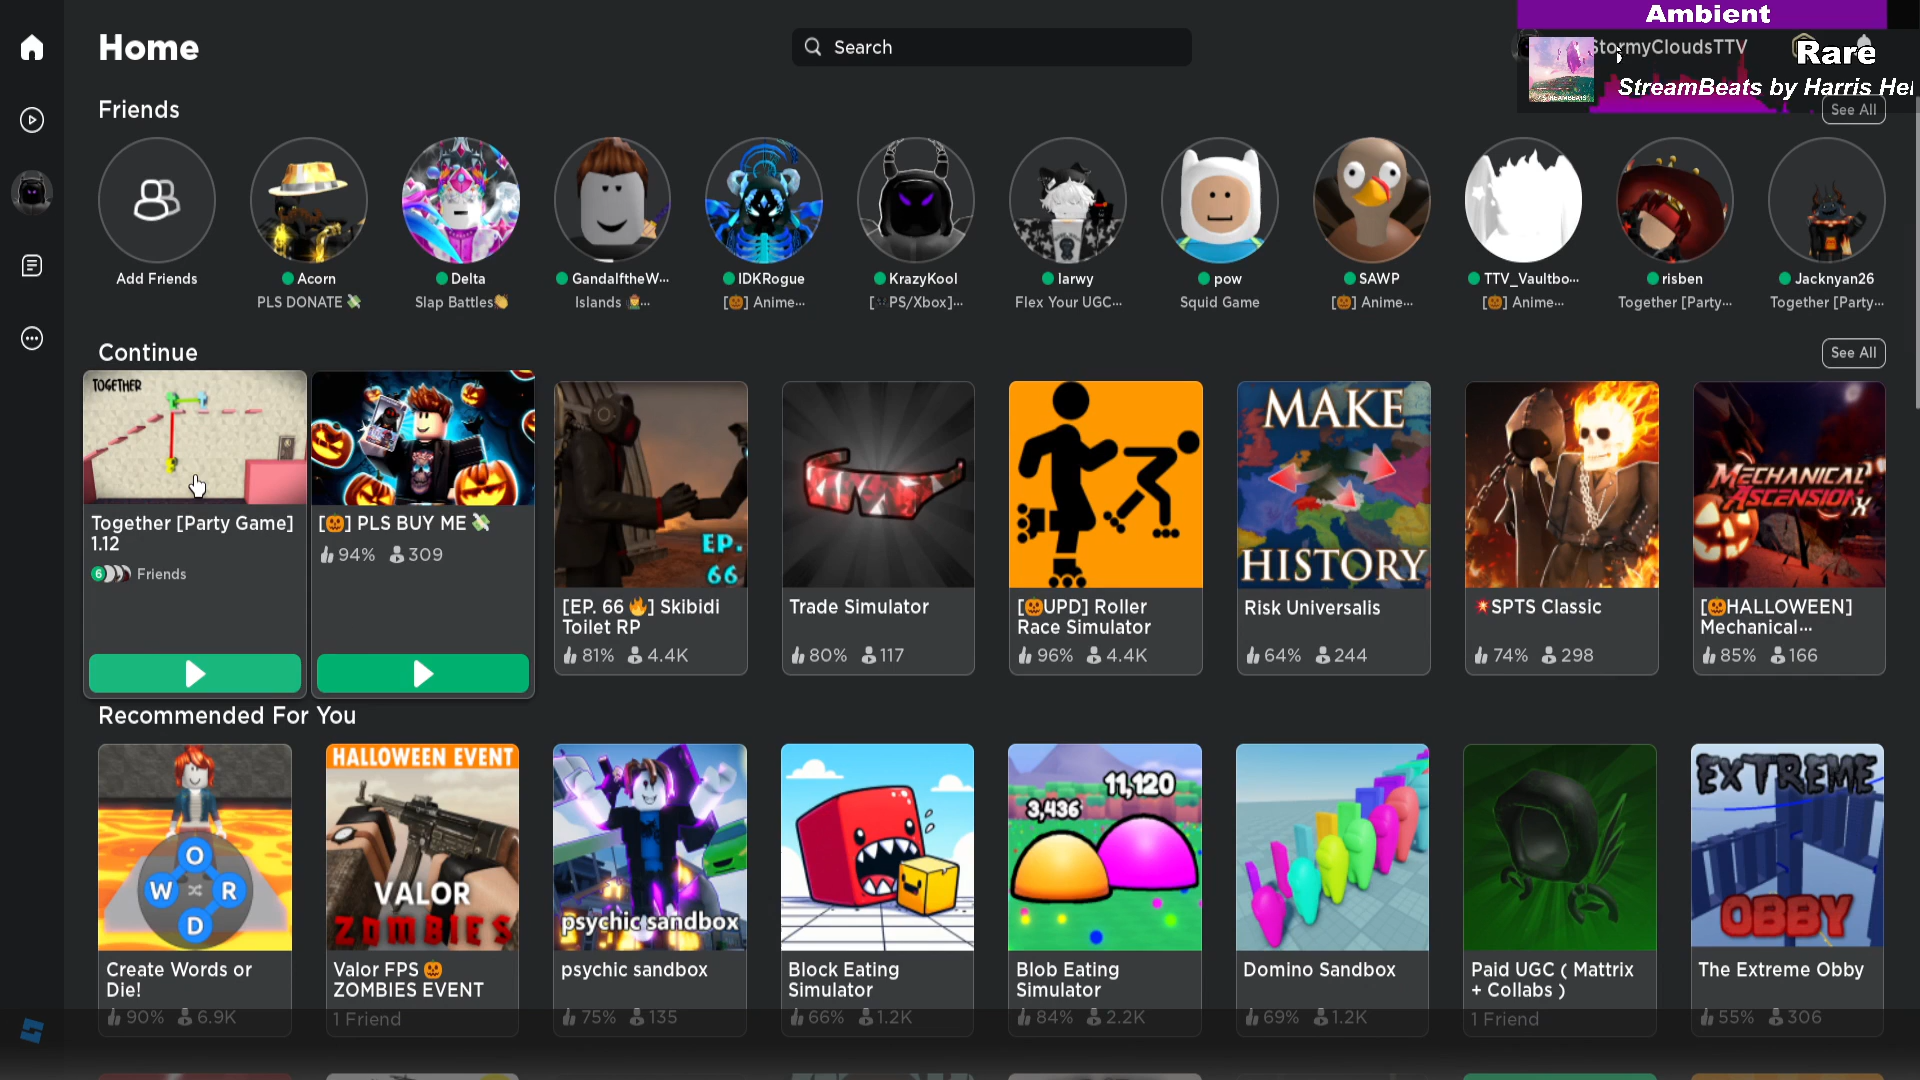 Ambient
Home
Search
StormyCloudsTTV
Rare
StreamBeats by Harris Hei
Friends
See All
Add Friends
Acorn
PLS DONATE 💸
Delta
Slap Battles👏
GandalftheW...
Islands 🧝...
IDKRogue
[🎃] Anime...
KrazyKool
PS/Xbox]...
larwy
Flex Your UGC...
pow
Squid Game
SAWP
[🎃] Anime...
TTV_Vaultbo...
[🎃] Anime...
risben
Together [Party...
Jacknyan26
Together [Party...
Continue
See All
TOGETHER
EP.
66
MAKE
HISTORY
MECHANICAL
ASCENSION X
Together [Party Game]
1.12
6 Friends
[🎃] PLS BUY ME 💸
94% 309
[EP. 66 🔥] Skibidi
Toilet RP
81% 4.4K
Trade Simulator
80% 117
[🎃UPD] Roller
Race Simulator
96% 4.4K
Risk Universalis
64% 244
💥SPTS Classic
74% 298
[🎃HALLOWEEN]
Mechanical...
85% 166
Recommended For You
O
W R
D
HALLOWEEN EVENT
VALOR
ZOMBIES
psychic sandbox
3,436
11,120
EXTREME
OBBY
Create Words or
Die!
90% 6.9K
Valor FPS 🎃
ZOMBIES EVENT
1 Friend
psychic sandbox
75% 135
Block Eating
Simulator
66% 1.2K
Blob Eating
Simulator
84% 2.2K
Domino Sandbox
69% 1.2K
Paid UGC ( Mattrix
+ Collabs )
1 Friend
The Extreme Obby
55% 306